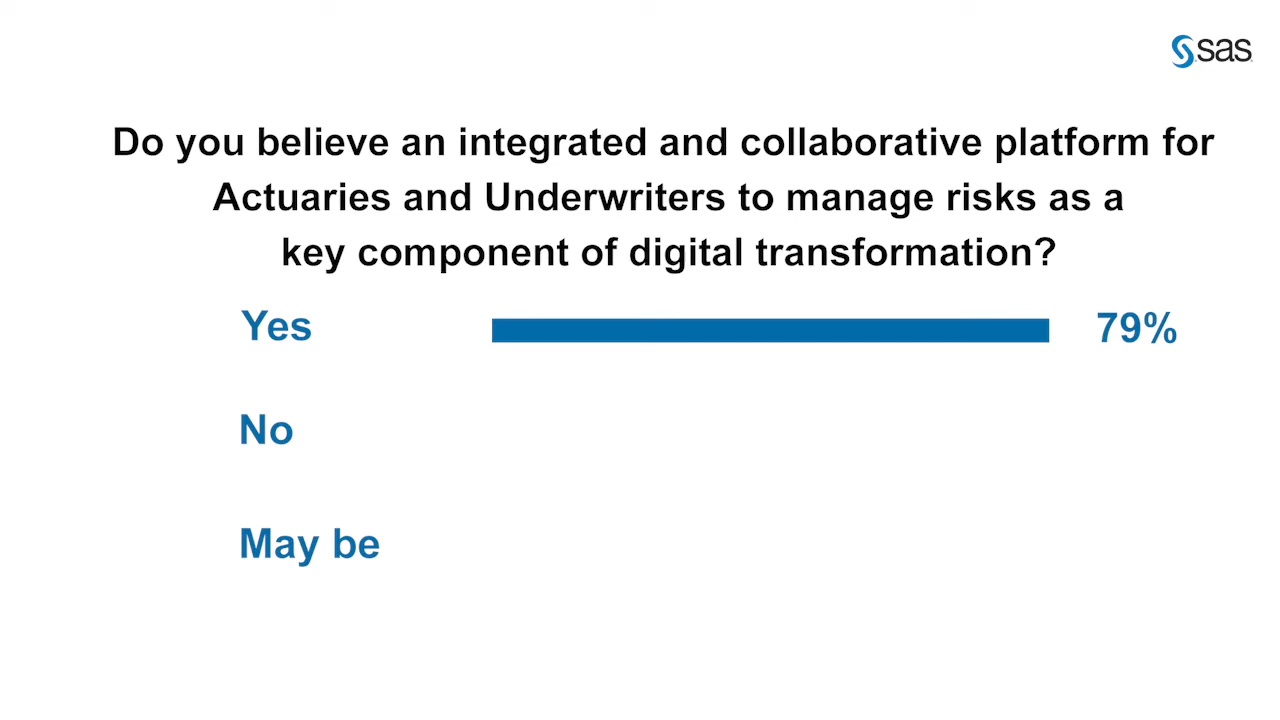 sas
Do you believe an integrated and collaborative platform for
Actuaries and Underwriters to manage risks as a
key component of digital transformation?
Yes 79%
No
May be